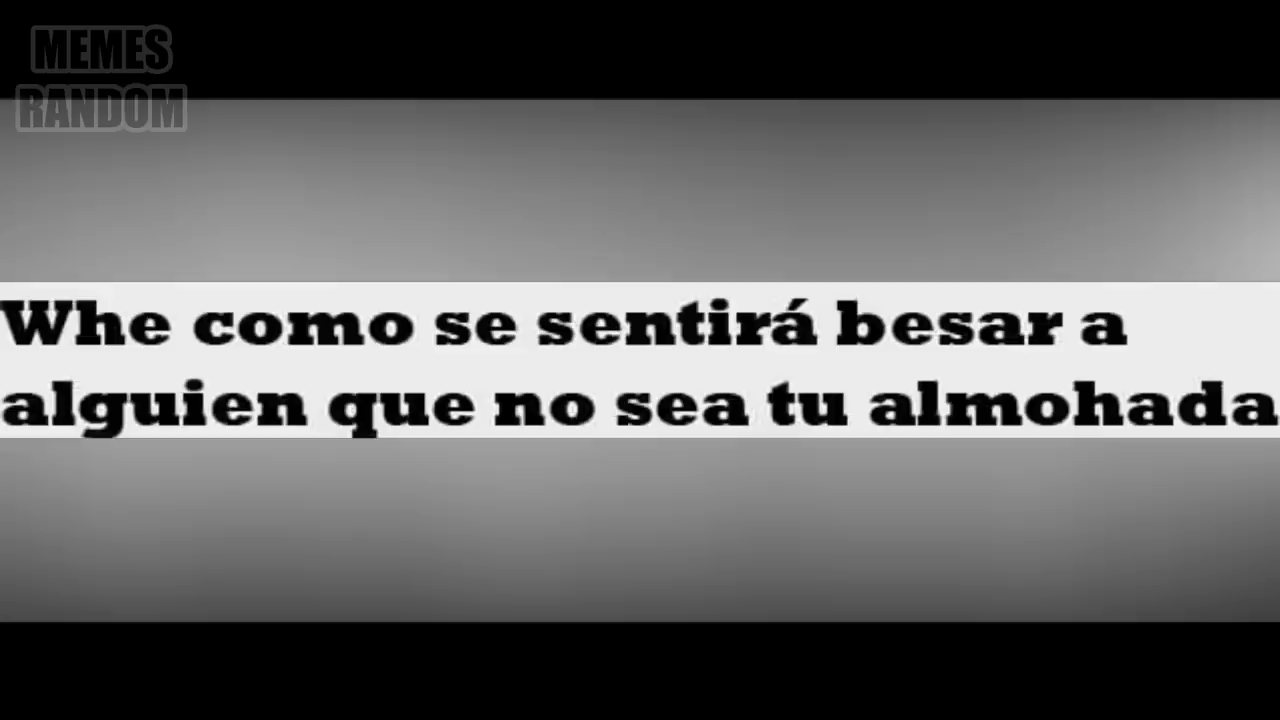 MEMES
RANDOM
Whe como se sentirá besar a
alguien que no sea tu almohada